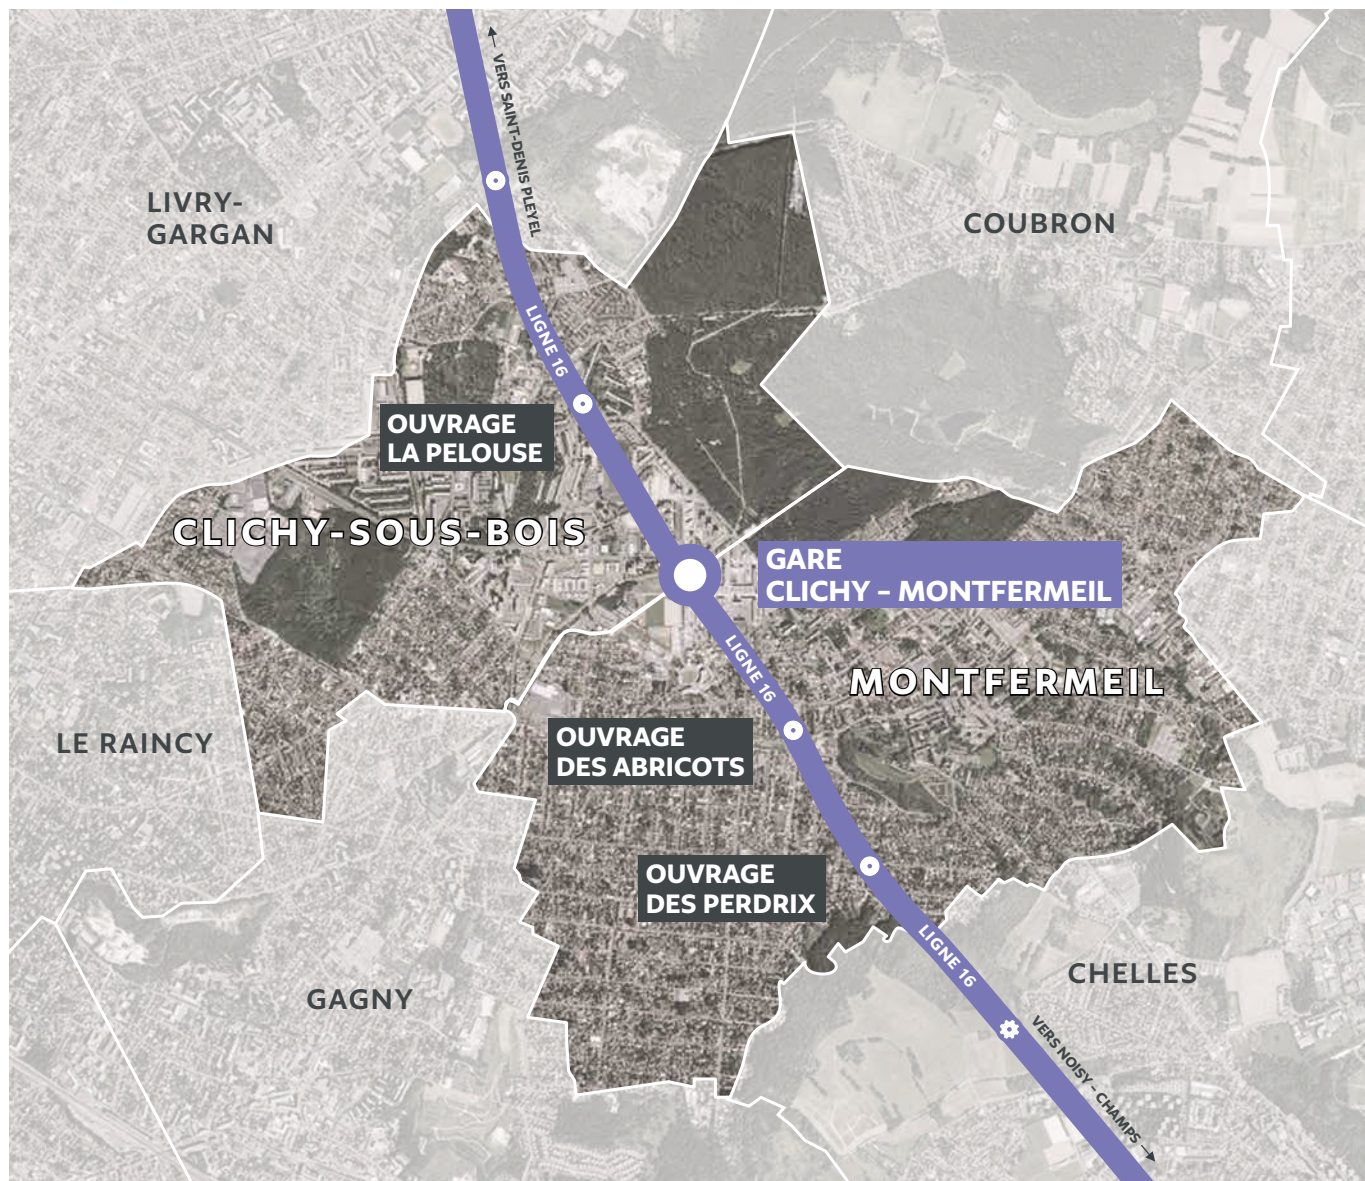 VERS SAINT-DENIS PLEYEL
LIVRY-
GARGAN
COUBRON
LIGNE 16
OUVRAGE
LA PELOUSE
CLICHY-SOUS-BOIS
GARE
CLICHY – MONTFERMEIL
LIGNE 16
MONTFERMEIL
LE RAINCY
OUVRAGE
DES ABRICOTS
OUVRAGE
DES PERDRIX
LIGNE 16
CHELLES
GAGNY
VERS NOISY – CHAMPS